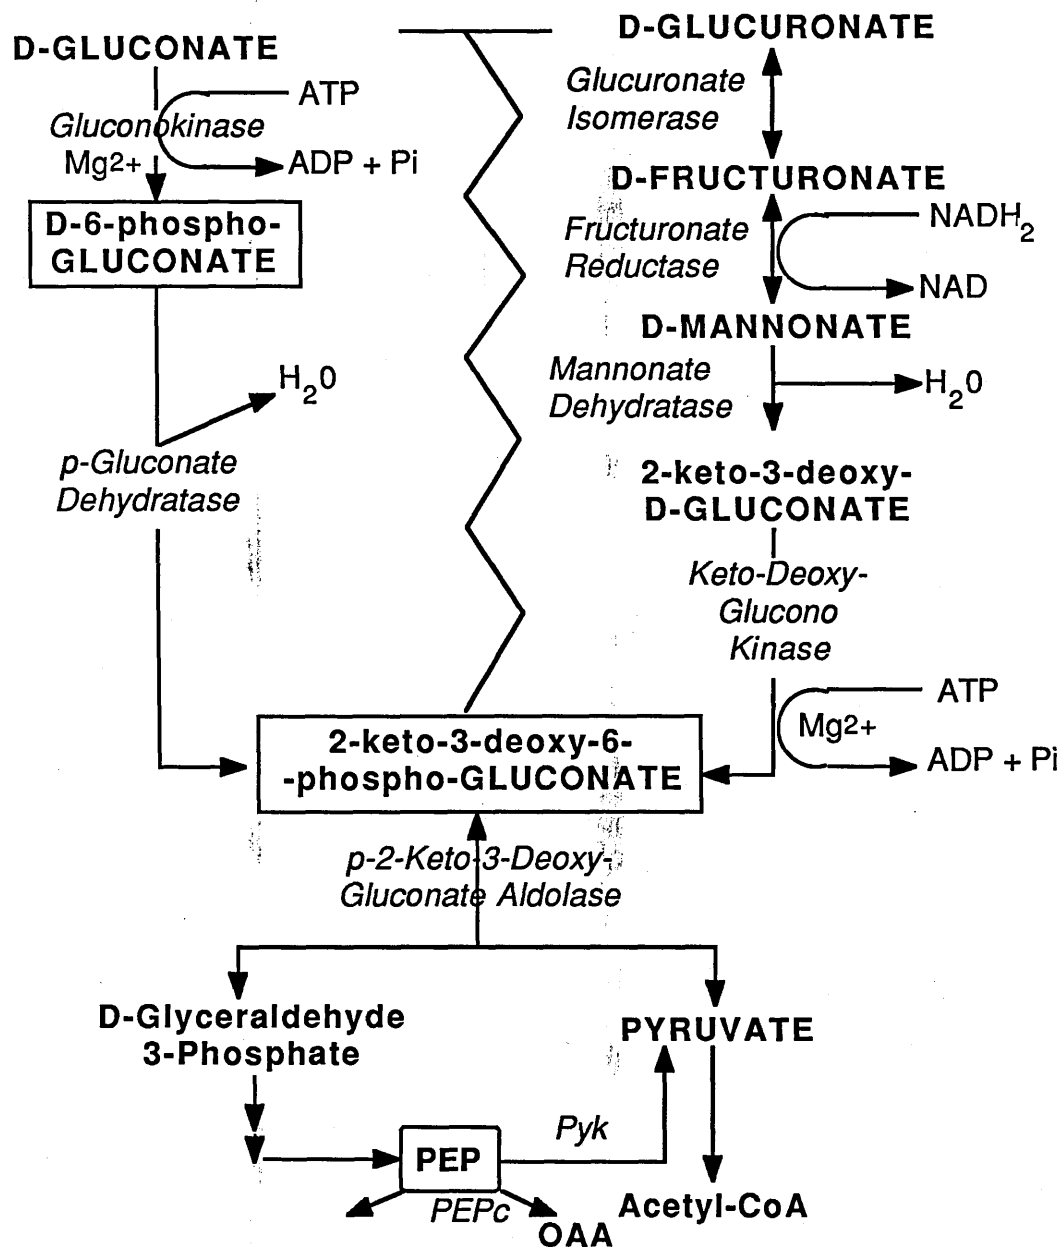 D-GLUCONATE
ATP
Gluconokinase
Mg2+
ADP + Pi
D-6-phospho-
GLUCONATE
H20
p-Gluconate
Dehydratase
D-GLUCURONATE
Glucuronate
Isomerase
D-FRUCTURONATE
Fructuronate
Reductase
NADH2
NAD
D-MANNONATE
Mannonate
Dehydratase
H20
2-keto-3-deoxy-
D-GLUCONATE
Keto-Deoxy-
Glucono
Kinase
ATP
Mg2+
ADP + Pi
2-keto-3-deoxy-6-
-phospho-GLUCONATE
p-2-Keto-3-Deoxy-
Gluconate Aldolase
D-Glyceraldehyde
3-Phosphate
PYRUVATE
Pyk
PEP
PEPc
OAA
Acetyl-CoA